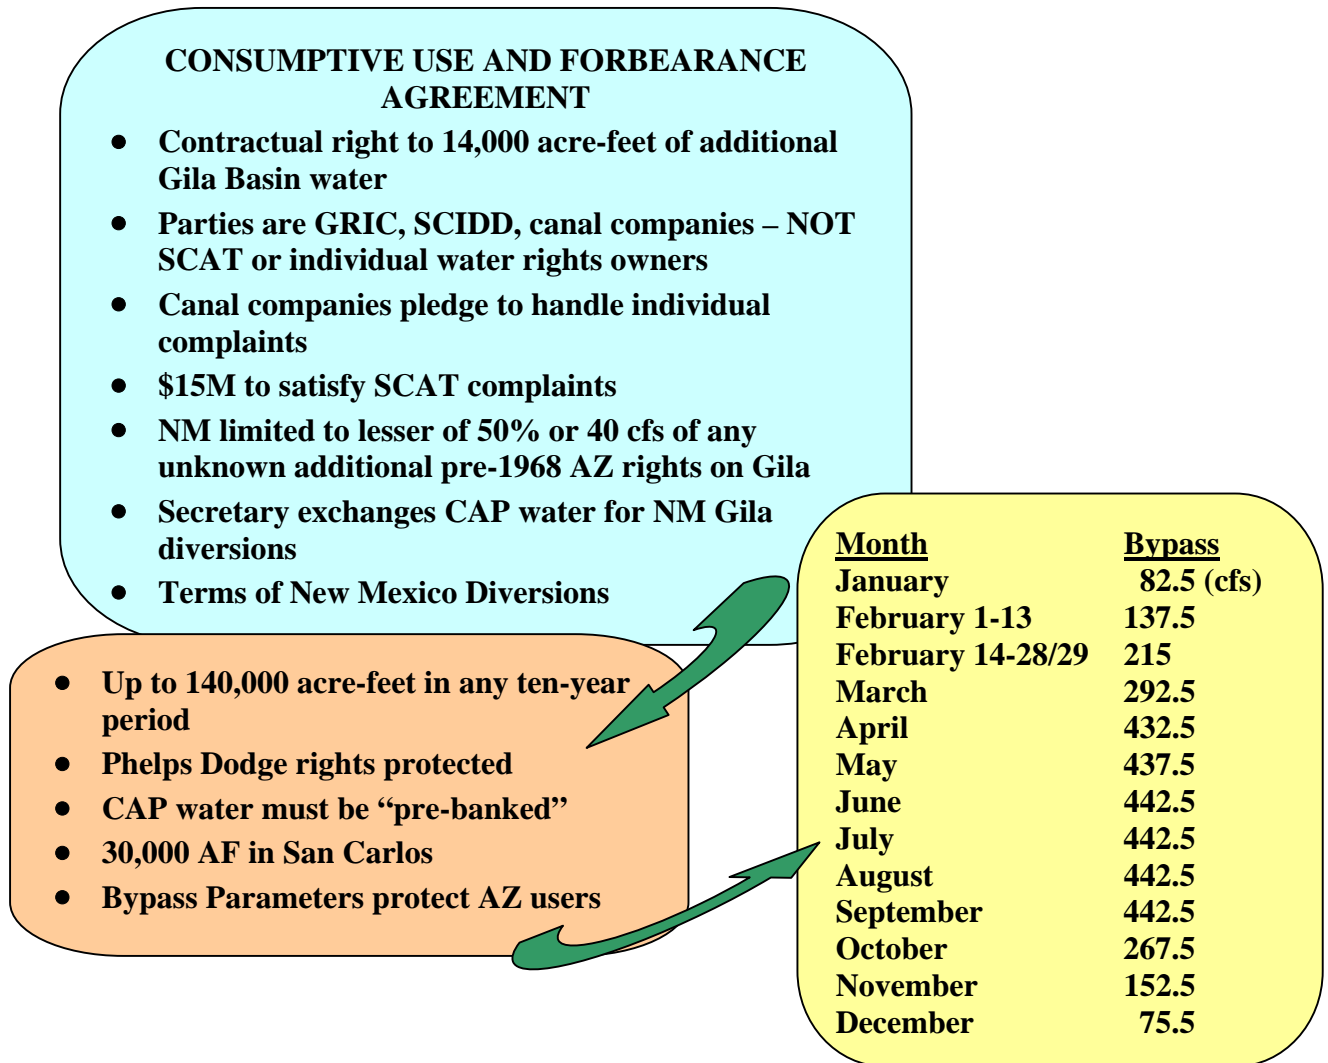 CONSUMPTIVE USE AND FORBEARANCE
AGREEMENT
● Contractual right to 14,000 acre-feet of additional
Gila Basin water
● Parties are GRIC, SCIDD, canal companies – NOT
SCAT or individual water rights owners
● Canal companies pledge to handle individual
complaints
● $15M to satisfy SCAT complaints
● NM limited to lesser of 50% or 40 cfs of any
unknown additional pre-1968 AZ rights on Gila
● Secretary exchanges CAP water for NM Gila
diversions
● Terms of New Mexico Diversions
● Up to 140,000 acre-feet in any ten-year
period
● Phelps Dodge rights protected
● CAP water must be “pre-banked”
● 30,000 AF in San Carlos
● Bypass Parameters protect AZ users
Month Bypass
January 82.5 (cfs)
February 1-13 137.5
February 14-28/29 215
March 292.5
April 432.5
May 437.5
June 442.5
July 442.5
August 442.5
September 442.5
October 267.5
November 152.5
December 75.5